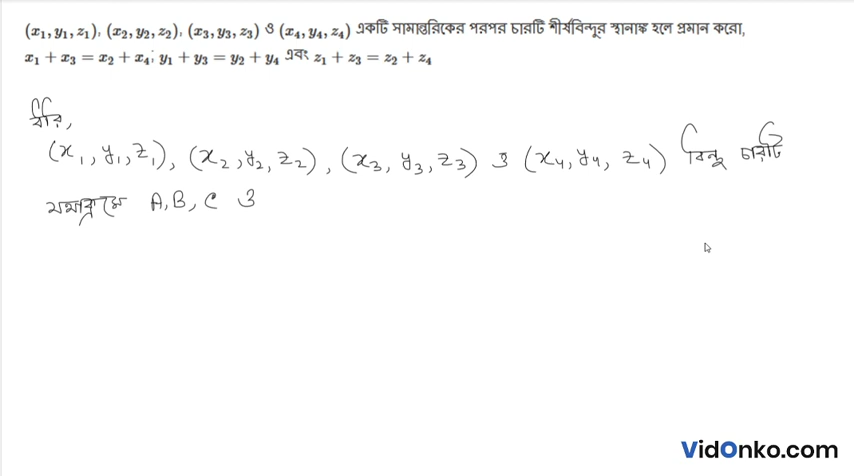 (x₁, y₁, z₁), (x₂, y₂, z₂), (x₃, y₃, z₃) ও (x₄, y₄, z₄) একটি সামান্তরিকের পরপর চারটি শীর্ষবিন্দুর স্থানাঙ্ক হলে প্রমান করো,
x₁ + x₃ = x₂ + x₄; y₁ + y₃ = y₂ + y₄ এবং z₁ + z₃ = z₂ + z₄
ধরি,
(x₁, y₁, z₁), (x₂, y₂, z₂), (x₃, y₃, z₃) ও (x₄, y₄, z₄) বিন্দু চারটি
যথাক্রমে A, B, C ও
VidOnko.com